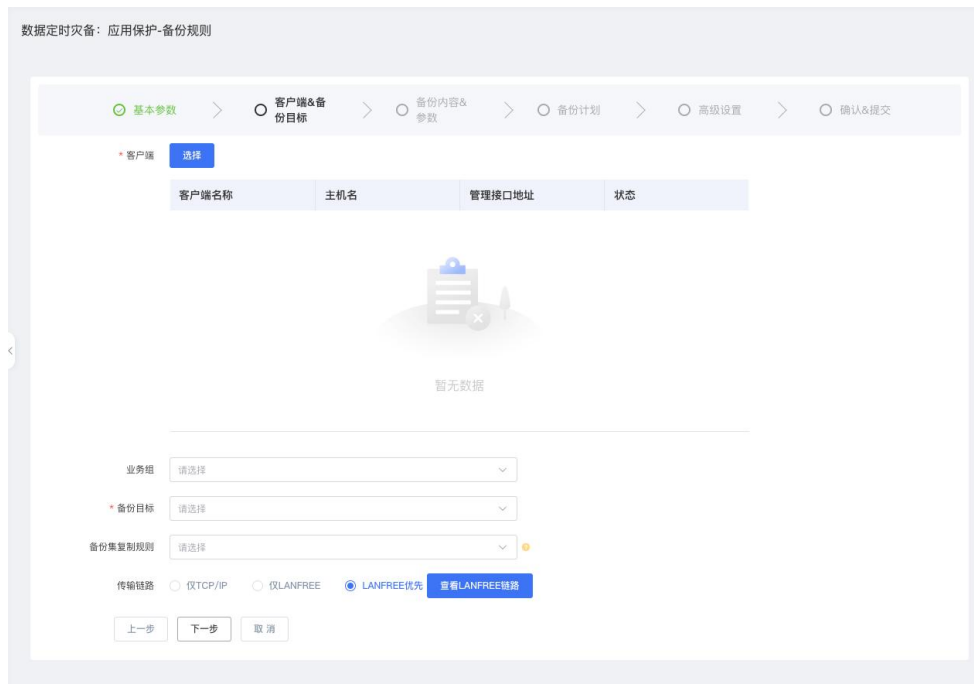 数据定时灾备：应用保护-备份规则
基本参数
客户端&备
份目标
备份内容&
参数
备份计划
高级设置
确认&提交
* 客户端 选择
客户端名称 主机名 管理接口地址 状态
暂无数据
业务组 请选择
* 备份目标 请选择
备份集复制规则 请选择
传输链路 仅TCP/IP 仅LANFREE LANFREE优先 查看LANFREE链路
上一步 下一步 取消